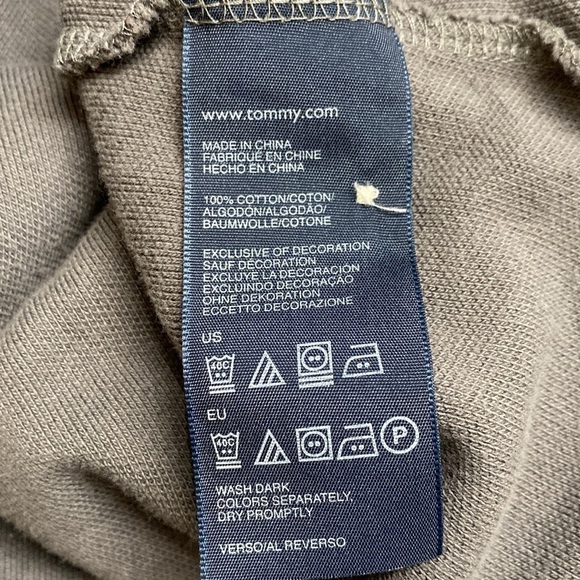 www.tommy.com
MADE IN CHINA
FABRIQUÉ EN CHINE
HECHO EN CHINA
100% COTTON/COTON/
ALGODÓN/ALGODÃO/
BAUMWOLLE/COTONE
EXCLUSIVE OF DECORATION
SAUF DÉCORATION
EXCLUYE LA DECORACIÓN
EXCLUINDO DECORAÇÃO
OHNE DEKORATION
ECCETTO DECORAZIONE
US
40C
EU
40C P
WASH DARK
COLORS SEPARATELY,
DRY PROMPTLY
VERSO/AL REVERSO